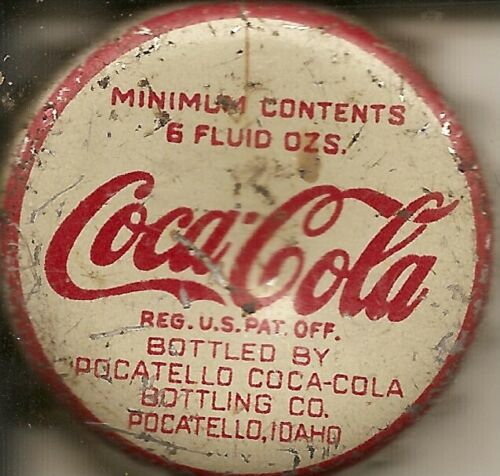 MINIMUM CONTENTS
6 FLUID OZS.
Coca-Cola
REG. U.S. PAT. OFF.
BOTTLED BY
POCATELLO COCA-COLA
BOTTLING CO.
POCATELLO, IDAHO